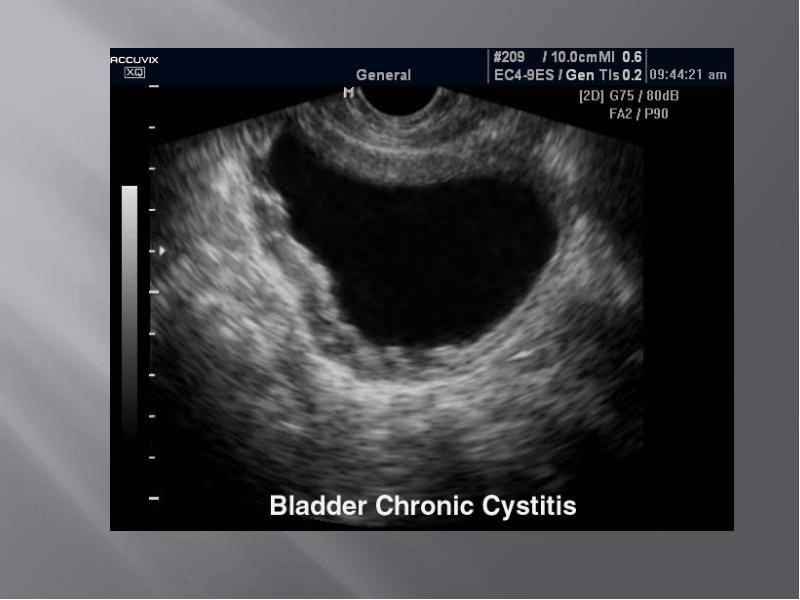 ACCUVIX
XQ
General
#209 / 10.0cm MI 0.6
EC4-9ES / Gen TIs 0.2 09:44:21 am
[2D] G75 / 80dB
FA2 / P90
M
Bladder Chronic Cystitis